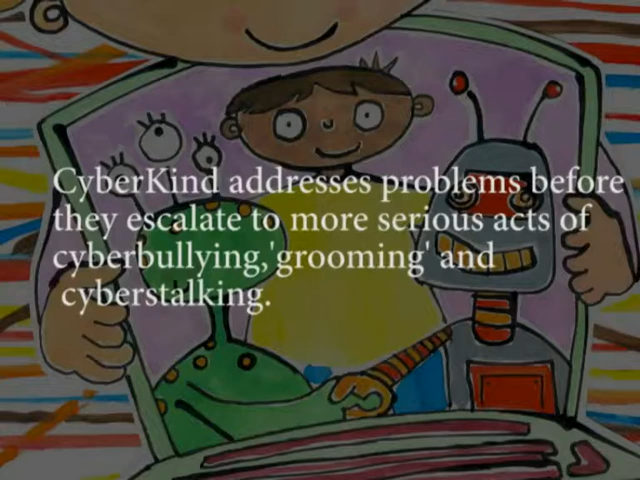 CyberKind addresses problems before
they escalate to more serious acts of
cyberbullying,'grooming' and
cyberstalking.